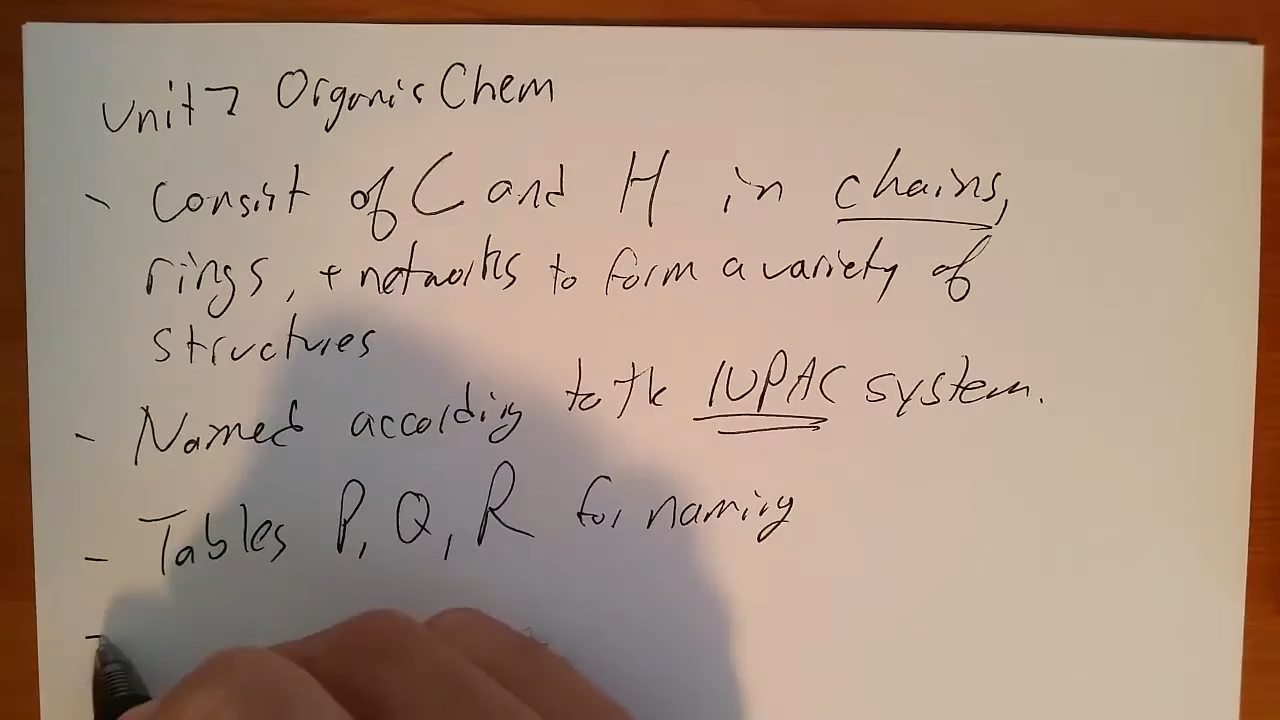 Unit 7 Organic Chem
- Consist of C and H in chains,
rings, + networks to form a variety of
structures
- Named according to the IUPAC system.
- Tables P, Q, R for naming
-